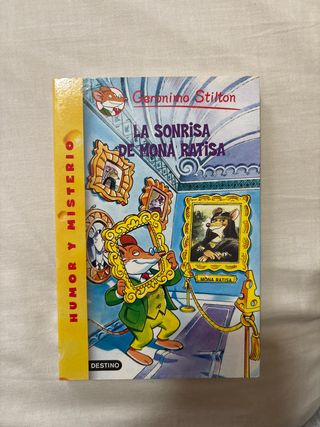 Geronimo Stilton
LA SONRISA
DE MONA RATISA
HUMOR Y MISTERIO
MONA RATISA
DESTINO